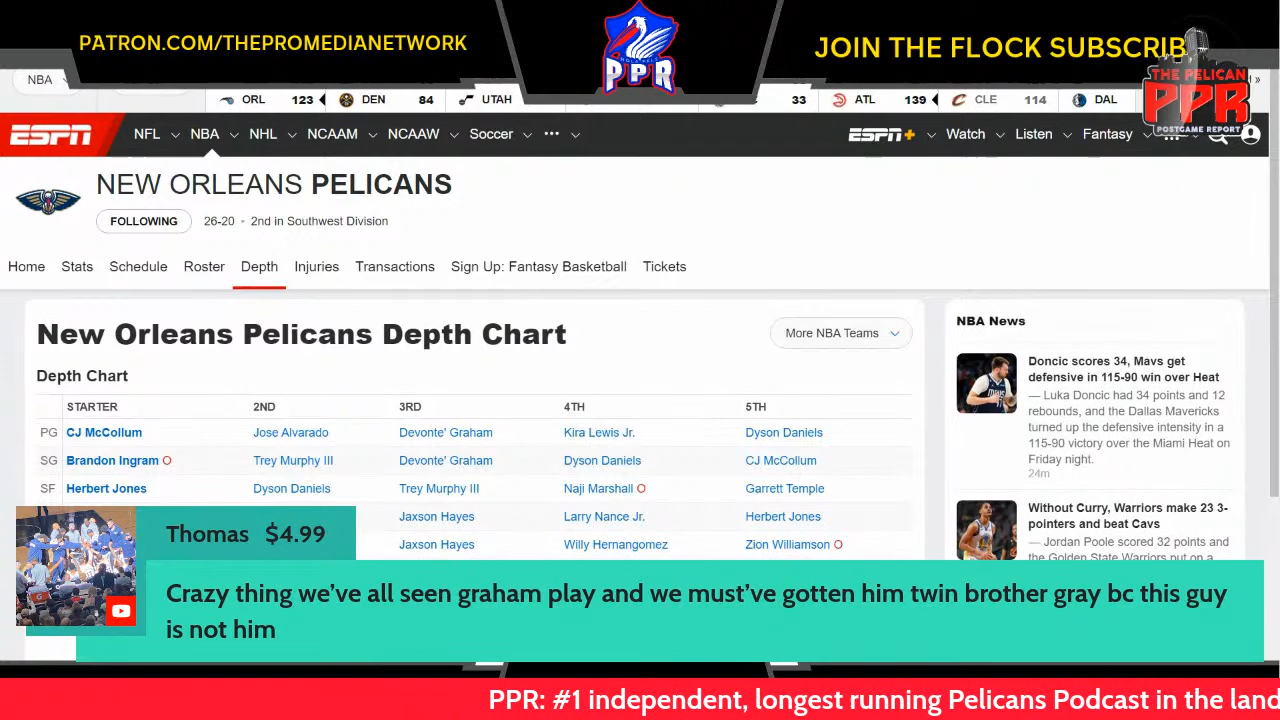 PATRON.COM/THEPROMEDIANETWORK
PPR
JOIN THE FLOCK SUBSCRIB
THE PELICAN
PPR
POSTGAME REPORT
NBA
ORL 123 DEN 84 UTAH 33 ATL 139 CLE 114 DAL
ESPN NFL NBA NHL NCAAM NCAAW Soccer ••• ESPN+ Watch Listen Fantasy
NEW ORLEANS PELICANS
FOLLOWING 26-20 • 2nd in Southwest Division
Home Stats Schedule Roster Depth Injuries Transactions Sign Up: Fantasy Basketball Tickets
New Orleans Pelicans Depth Chart
More NBA Teams
Depth Chart
STARTER 2ND 3RD 4TH 5TH
PG CJ McCollum Jose Alvarado Devonte' Graham Kira Lewis Jr. Dyson Daniels
SG Brandon Ingram O Trey Murphy III Devonte' Graham Dyson Daniels CJ McCollum
SF Herbert Jones Dyson Daniels Trey Murphy III Naji Marshall O Garrett Temple
Jaxson Hayes Larry Nance Jr. Herbert Jones
Jaxson Hayes Willy Hernangomez Zion Williamson O
NBA News
Doncic scores 34, Mavs get
defensive in 115-90 win over Heat
— Luka Doncic had 34 points and 12
rebounds, and the Dallas Mavericks
turned up the defensive intensity in a
115-90 victory over the Miami Heat on
Friday night.
24m
Without Curry, Warriors make 23 3-
pointers and beat Cavs
— Jordan Poole scored 32 points and
the Golden State Warriors put on a
Thomas $4.99
Crazy thing we've all seen graham play and we must've gotten him twin brother gray bc this guy
is not him
PPR: #1 independent, longest running Pelicans Podcast in the land